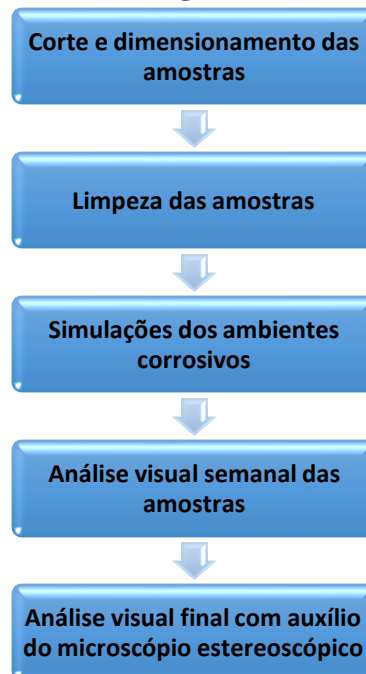 Corte e dimensionamento das
amostras
Limpeza das amostras
Simulações dos ambientes
corrosivos
Análise visual semanal das
amostras
Análise visual final com auxílio
do microscópio estereoscópico